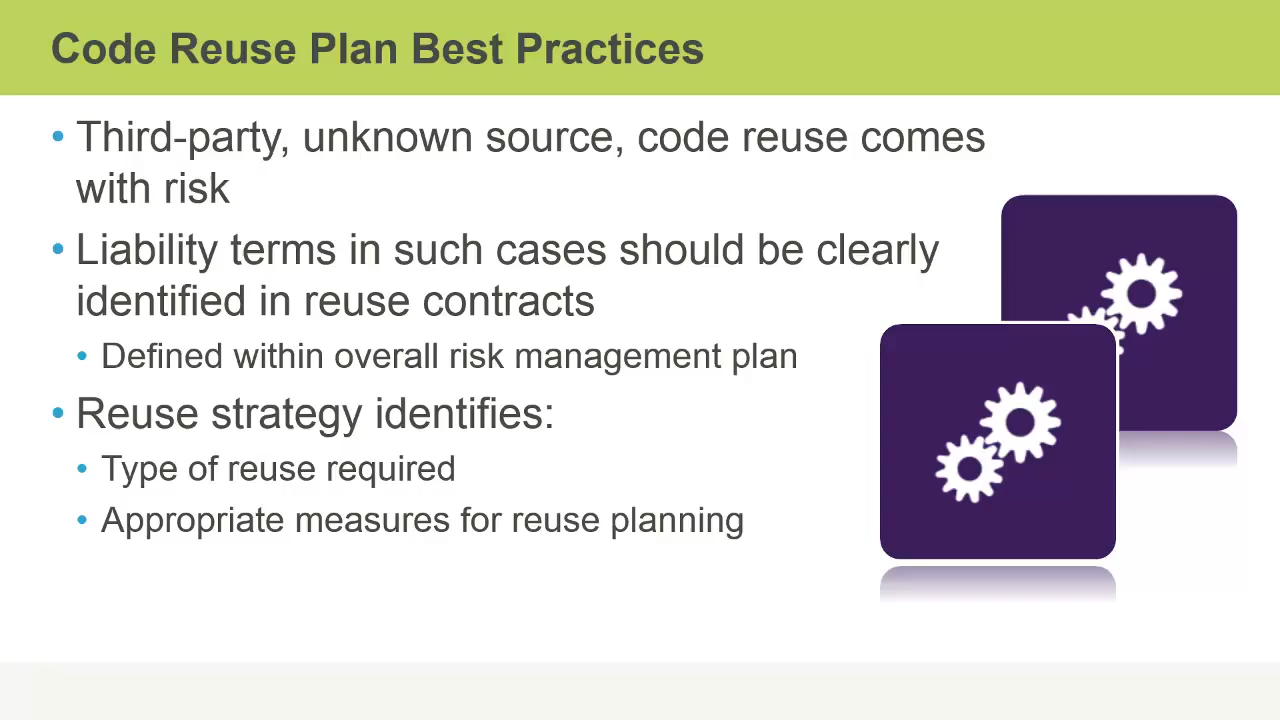 Code Reuse Plan Best Practices
• Third-party, unknown source, code reuse comes
with risk
• Liability terms in such cases should be clearly
identified in reuse contracts
• Defined within overall risk management plan
• Reuse strategy identifies:
• Type of reuse required
• Appropriate measures for reuse planning